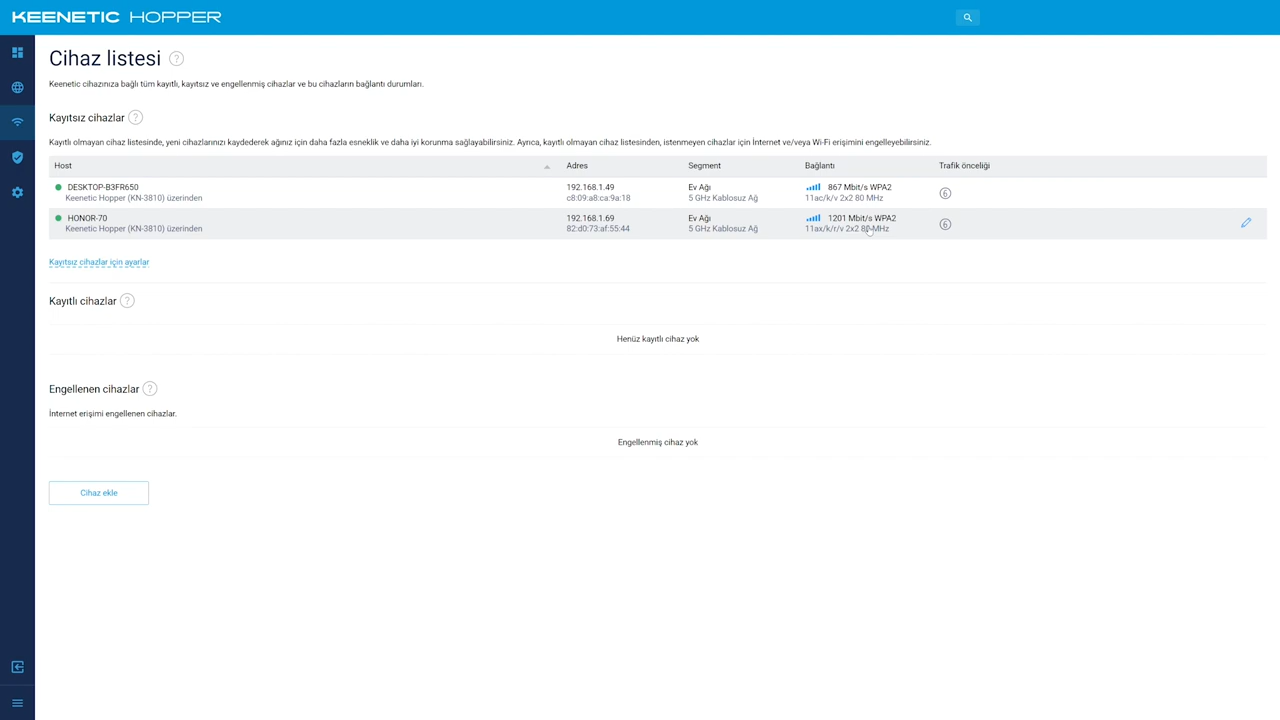 KEENETIC HOPPER
Cihaz listesi ?
Keenetic cihazınıza bağlı tüm kayıtlı, kayıtsız ve engellenmiş cihazlar ve bu cihazların bağlantı durumları.
Kayıtsız cihazlar ?
Kayıtlı olmayan cihaz listesinde, yeni cihazlarınızı kaydederek ağınız için daha fazla esneklik ve daha iyi korunma sağlayabilirsiniz. Ayrıca, kayıtlı olmayan cihaz listesinden, istenmeyen cihazlar için İnternet ve/veya Wi-Fi erişimini engelleyebilirsiniz.
Host Adres Segment Bağlantı Trafik önceliği
DESKTOP-B3FR650 192.168.1.49 Ev Ağı 867 Mbit/s WPA2 6
Keenetic Hopper (KN-3810) üzerinden c8:09:a8:ca:9a:18 5 GHz Kablosuz Ağ 11ac/k/v 2x2 80 MHz
HONOR-70 192.168.1.69 Ev Ağı 1201 Mbit/s WPA2 6
Keenetic Hopper (KN-3810) üzerinden 82:d0:73:af:55:44 5 GHz Kablosuz Ağ 11ax/k/r/v 2x2 80 MHz
Kayıtsız cihazlar için ayarlar
Kayıtlı cihazlar ?
Henüz kayıtlı cihaz yok
Engellenen cihazlar ?
İnternet erişimi engellenen cihazlar.
Engellenmiş cihaz yok
Cihaz ekle